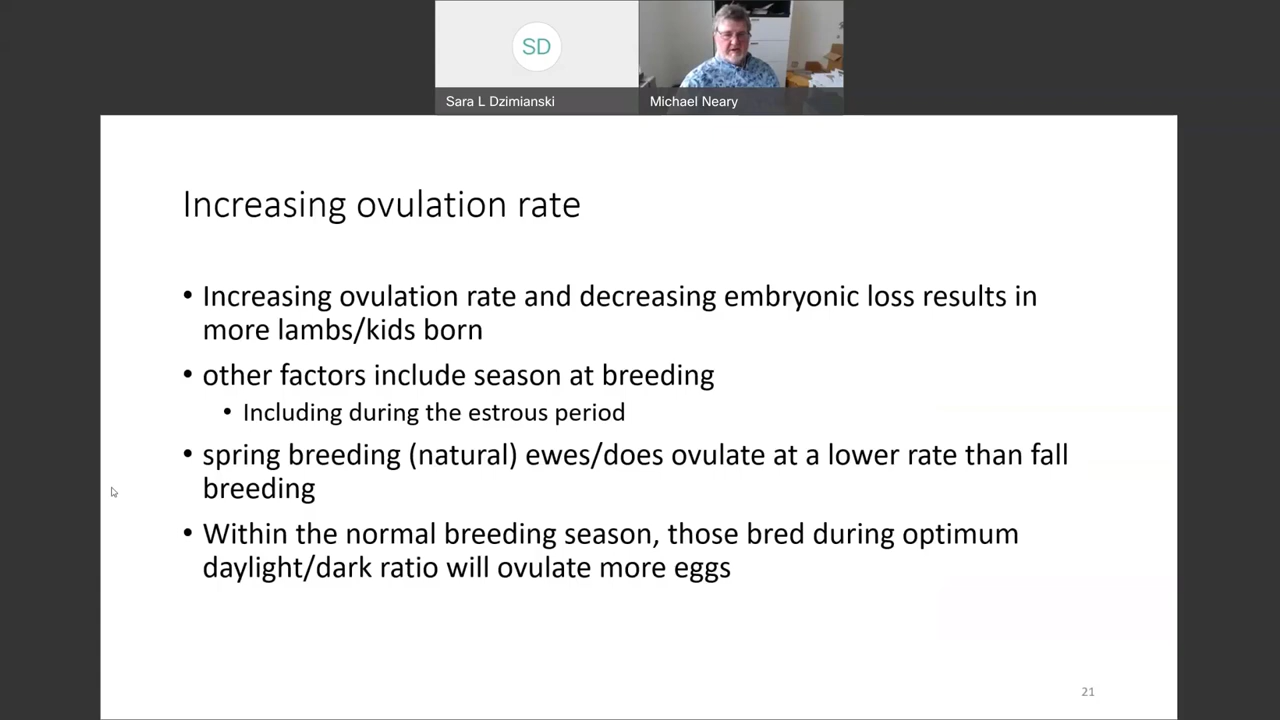 SD
Sara L Dzimianski
Michael Neary
Increasing ovulation rate
• Increasing ovulation rate and decreasing embryonic loss results in
more lambs/kids born
• other factors include season at breeding
• Including during the estrous period
• spring breeding (natural) ewes/does ovulate at a lower rate than fall
breeding
• Within the normal breeding season, those bred during optimum
daylight/dark ratio will ovulate more eggs
21